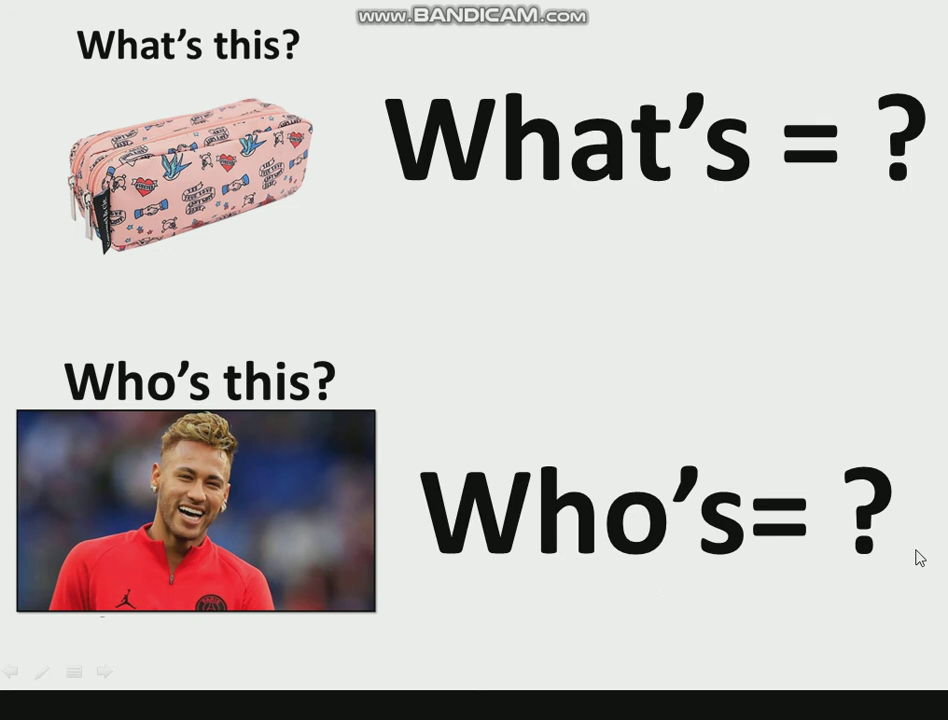 www.BANDICAM.com
What’s this?
What’s = ?
Who’s this?
Who’s= ?